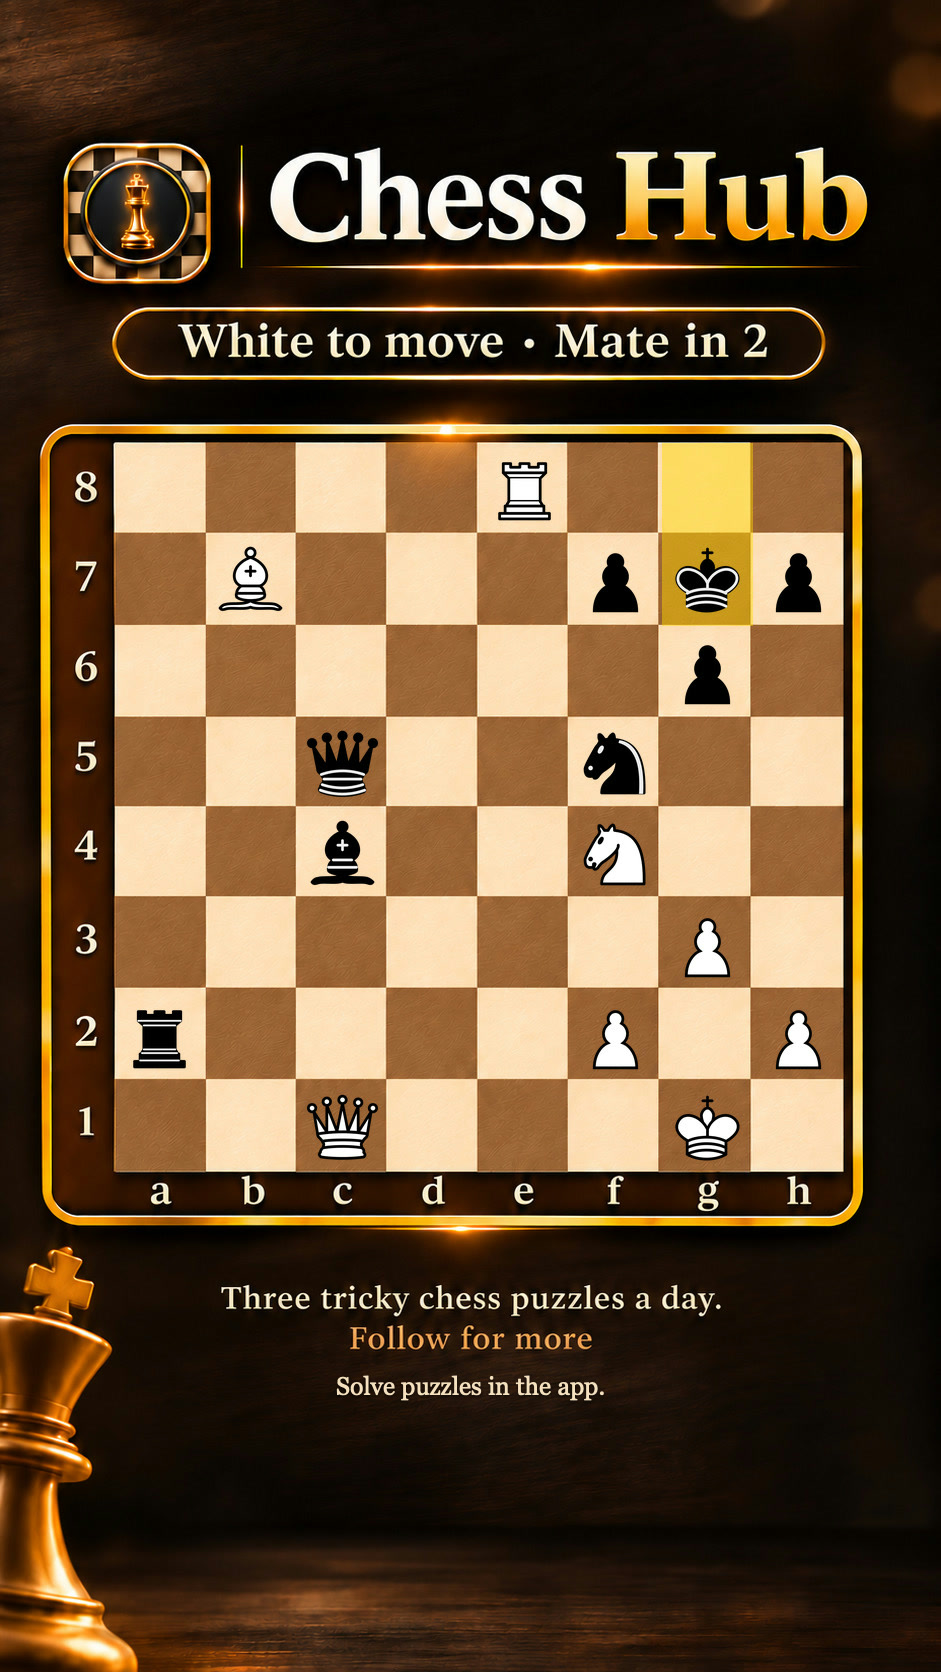 Chess Hub
White to move • Mate in 2
8
7
6
5
4
3
2
1
a b c d e f g h
Three tricky chess puzzles a day.
Follow for more
Solve puzzles in the app.